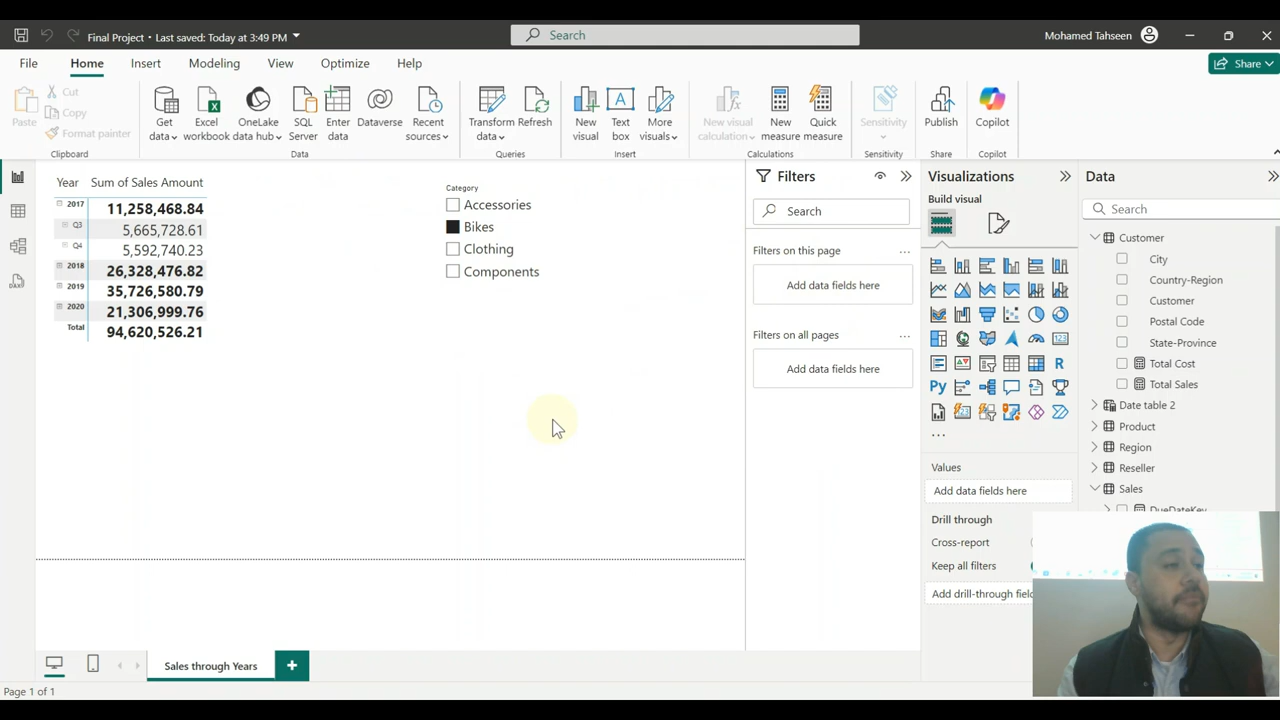 Final Project • Last saved: Today at 3:49 PM
Search
Mohamed Tahseen
File
Home
Insert
Modeling
View
Optimize
Help
Share
Paste
Cut
Copy
Format painter
Clipboard
Get data
Excel workbook
OneLake data hub
SQL Server
Enter data
Dataverse
Recent sources
Data
Transform data
Refresh
Queries
New visual
Text box
More visuals
Insert
New visual calculation
New measure
Quick measure
Calculations
Sensitivity
Sensitivity
Publish
Share
Copilot
Copilot
Year Sum of Sales Amount
2017 11,258,468.84
Q3 5,665,728.61
Q4 5,592,740.23
2018 26,328,476.82
2019 35,726,580.79
2020 21,306,999.76
Total 94,620,526.21
Category
Accessories
Bikes
Clothing
Components
Filters
Search
Filters on this page
Add data fields here
Filters on all pages
Add data fields here
Visualizations
Build visual
R
Py
123
Values
Add data fields here
Drill through
Cross-report
Keep all filters
Add drill-through
Data
Search
Customer
City
Country-Region
Customer
Postal Code
State-Province
Total Cost
Total Sales
Date table 2
Product
Region
Reseller
Sales
DueDateKey
Sales through Years
Page 1 of 1